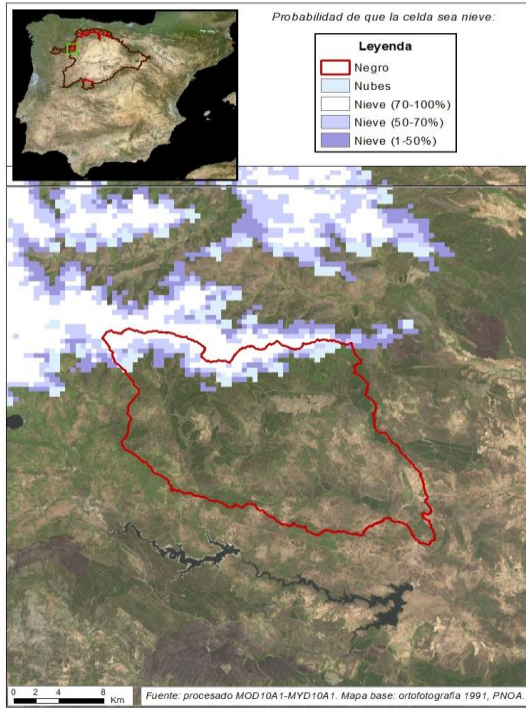 Probabilidad de que la celda sea nieve:
Leyenda
Negro
Nubes
Nieve (70-100%)
Nieve (50-70%)
Nieve (1-50%)
0 2 4 8
Km
Fuente: procesado MOD10A1-MYD10A1. Mapa base: ortofotografía 1991, PNOA.